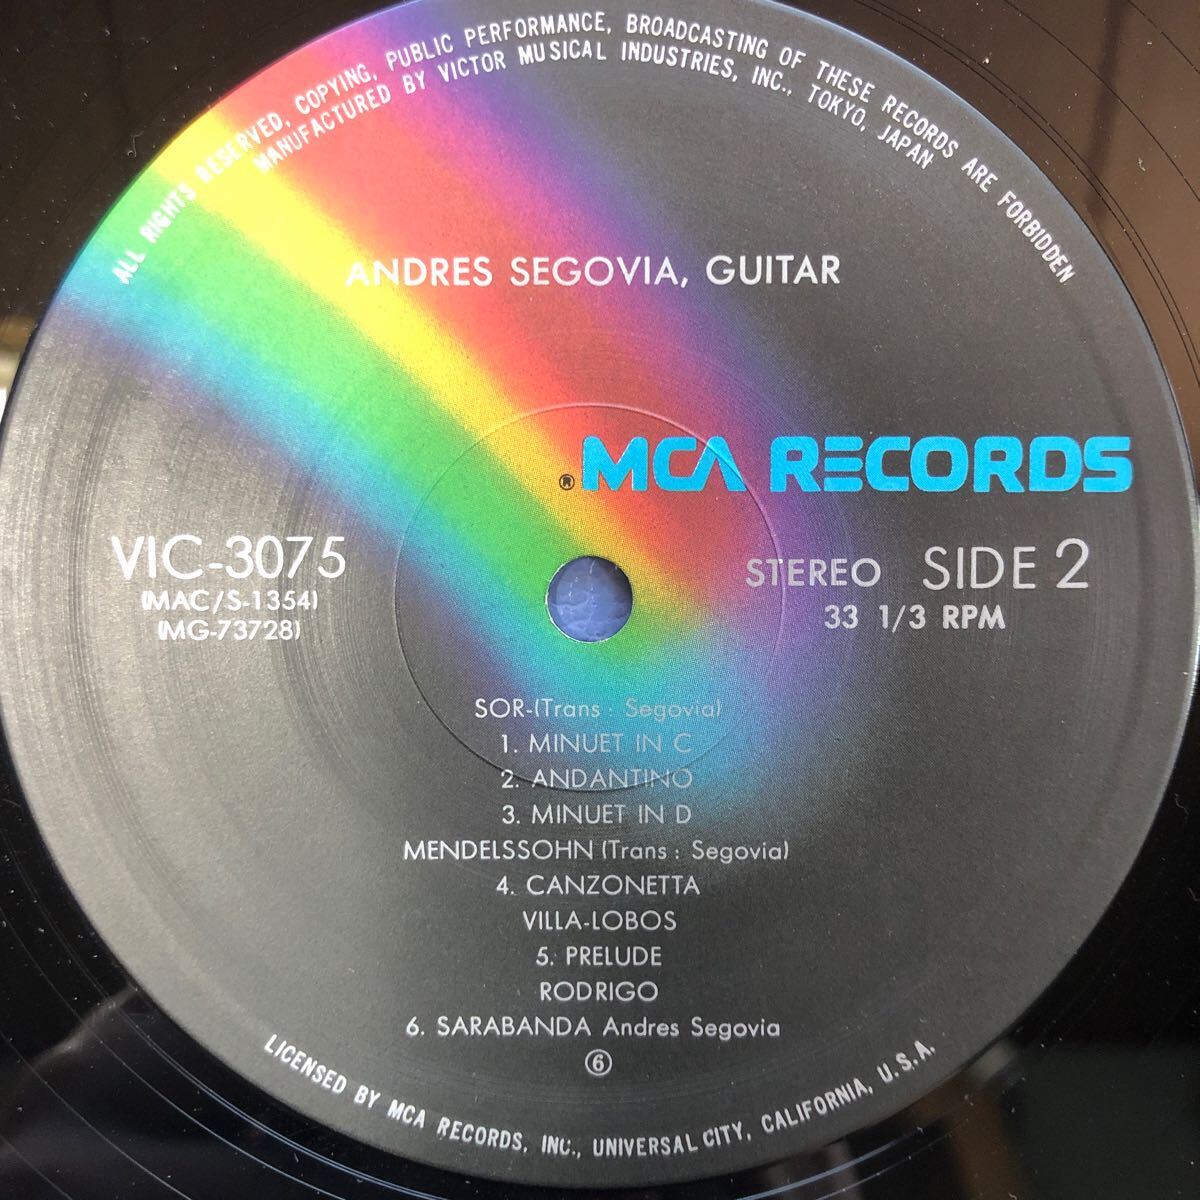 ALL RIGHTS RESERVED, COPYING, PUBLIC PERFORMANCE, BROADCASTING OF THESE RECORDS ARE FORBIDDEN
MANUFACTURED BY VICTOR MUSICAL INDUSTRIES, INC., TOKYO, JAPAN
ANDRES SEGOVIA, GUITAR
® MCA RECORDS
VIC-3075
(MAC/S-1354)
(MG-73728)
STEREO SIDE 2
33 1/3 RPM
SOR-(Trans : Segovia)
1. MINUET IN C
2. ANDANTINO
3. MINUET IN D
MENDELSSOHN (Trans : Segovia)
4. CANZONETTA
VILLA-LOBOS
5. PRELUDE
RODRIGO
6. SARABANDA Andres Segovia
⑥
LICENSED BY MCA RECORDS, INC., UNIVERSAL CITY, CALIFORNIA, U.S.A.